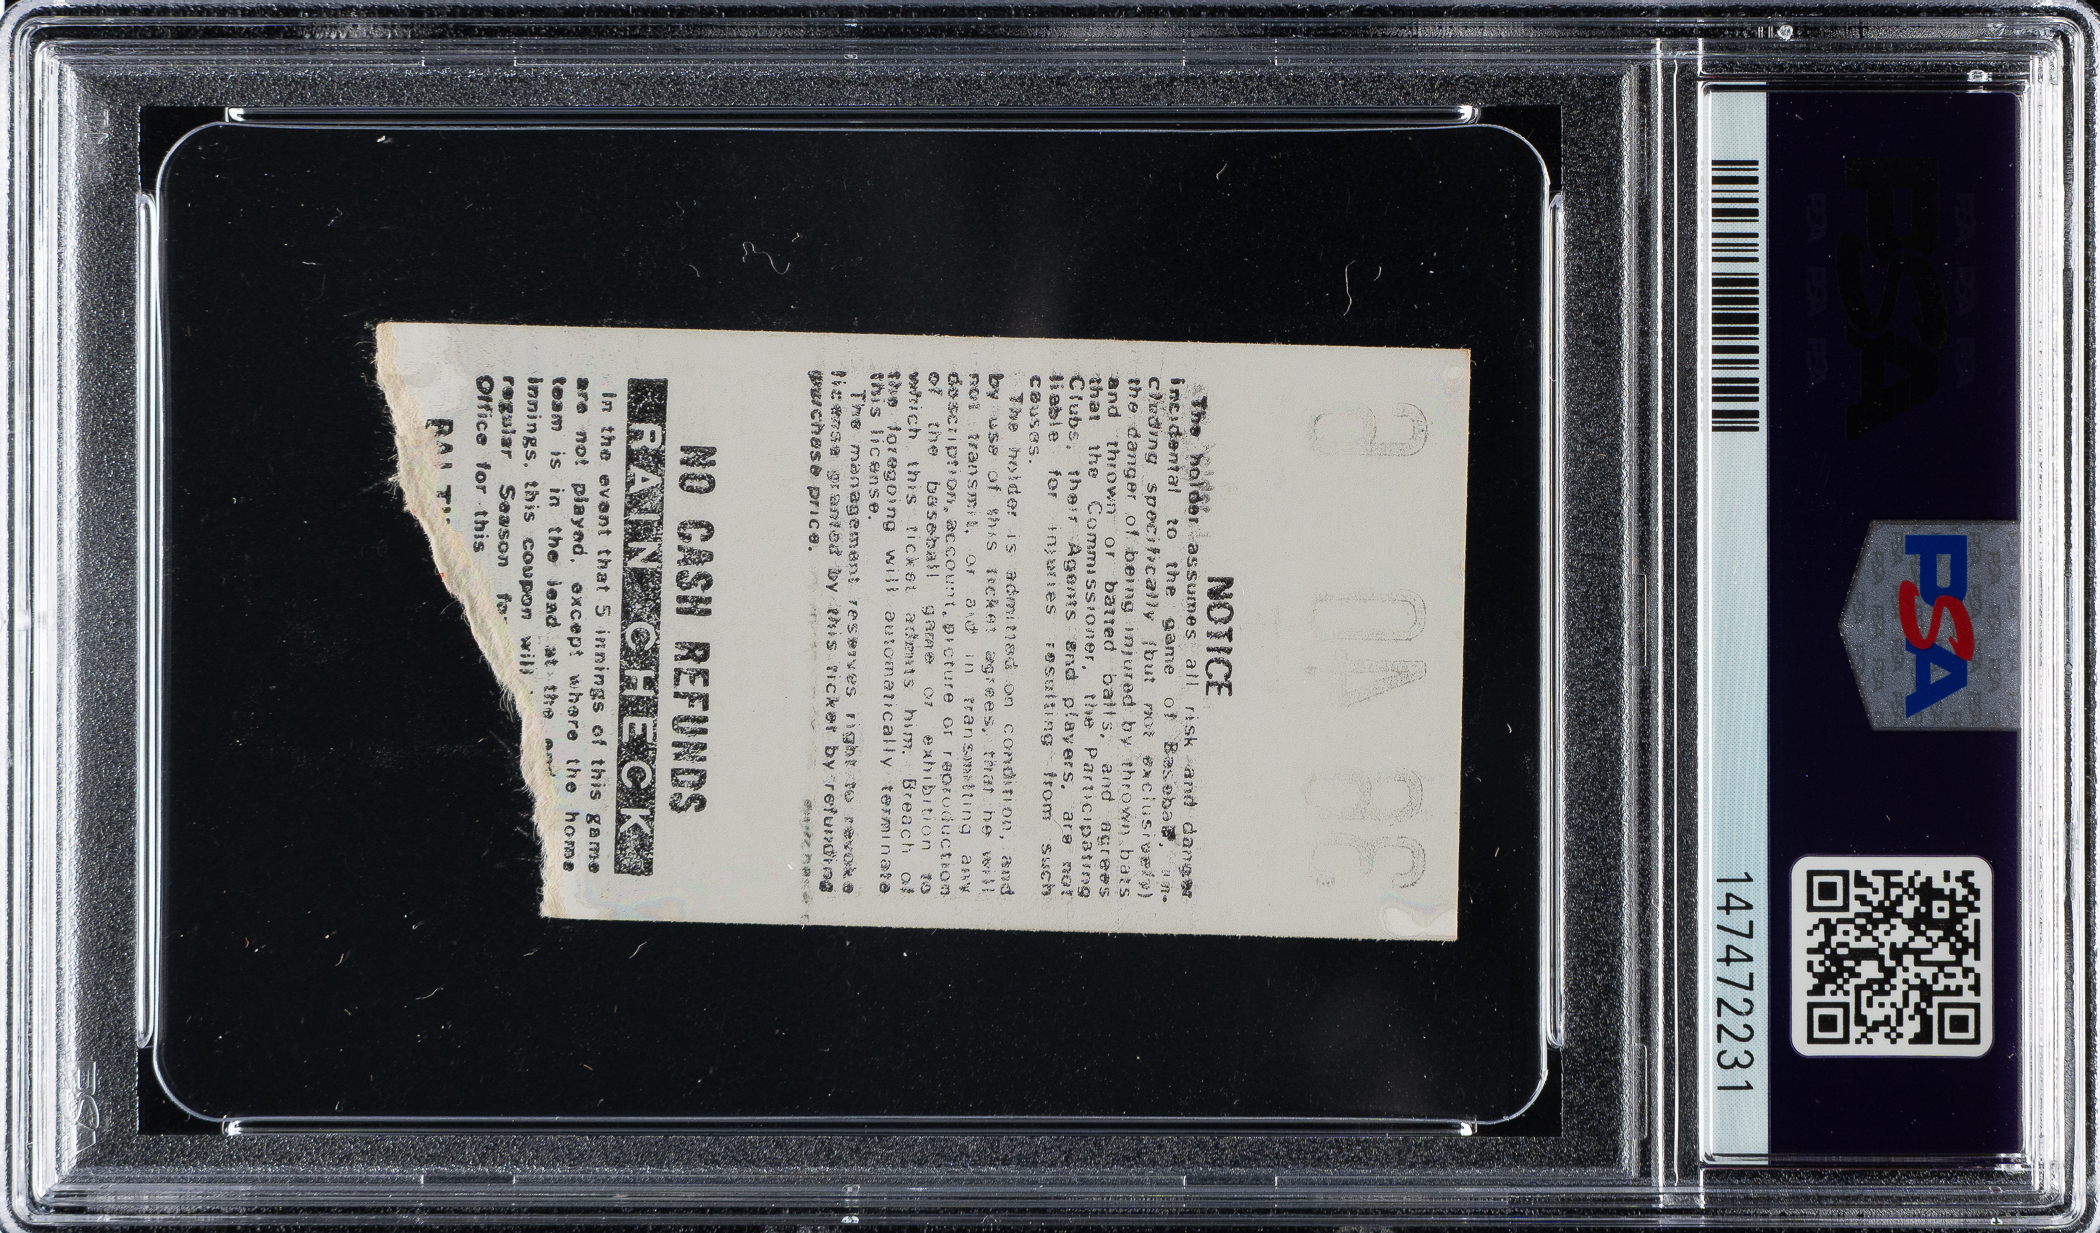 PSA
147472231
NOTICE
The holder assumes all risk and danger
incidental to the game of Baseball, in-
cluding specifically (but not exclusively)
the danger of being injured by thrown bats
and thrown or batted balls, and agrees
that the Commissioner, the Participating
Clubs, their Agents and players, are not
liable for injuries resulting from such
causes.
The holder is admitted on condition, and
by use of this ticket agrees, that he will
not transmit, or aid in transmitting any
description, account, picture or reproduction
of the baseball game or exhibition to
which this ticket admits him. Breach of
the foregoing will automatically terminate
this license.
The management reserves right to revoke
license granted by this ticket by refunding
purchase price.
NO CASH REFUNDS
RAIN CHECK
In the event that 5 innings of this game
are not played, except where the home
team is in the lead at the
innings, this coupon will
regular Season
Office for this